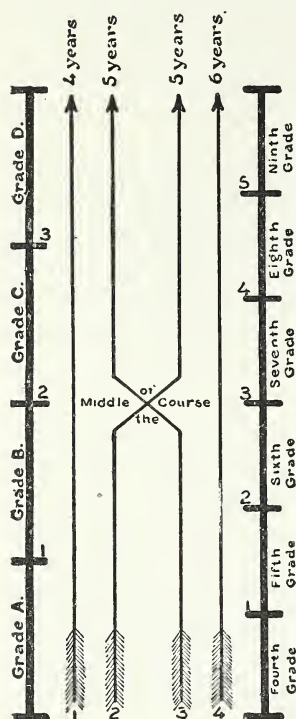 4 years
5 years
5 years
6 years.
Grade D.
Grade C.
Grade B.
Grade A.
3
2
1
Middle of the Course
1
2
3
4
Ninth Grade
Eighth Grade
Seventh Grade
Sixth Grade
Fifth Grade
Fourth Grade
5
4
3
2
1